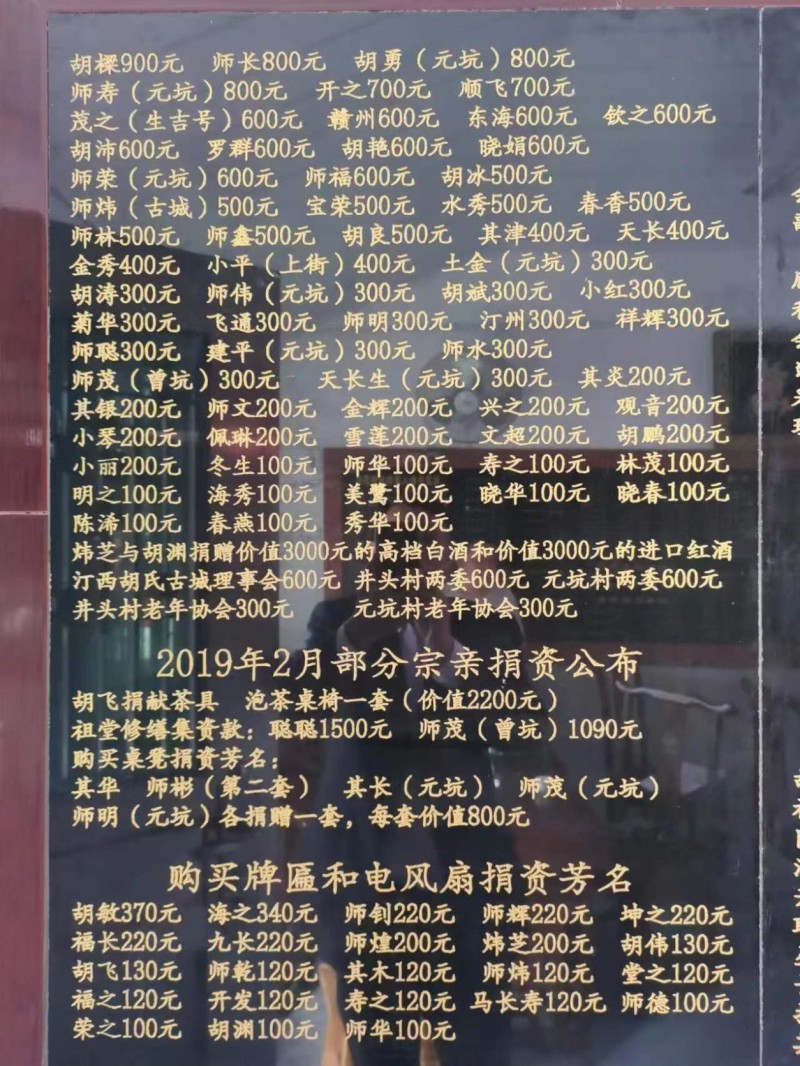 胡樑900元 师长800元 胡勇（元坑）800元
师寿（元坑）800元 开之700元 顺飞700元
茂之（生吉号）600元 赣州600元 东海600元 钦之600元
胡沛600元 罗群600元 胡艳600元 晓娟600元
师荣（元坑）600元 师福600元 胡冰500元
师炜（古城）500元 宝荣500元 水秀500元 春香500元
师林500元 师鑫500元 胡良500元 其津400元 天长400元
金秀400元 小平（上街）400元 土金（元坑）300元
胡涛300元 师伟（元坑）300元 胡斌300元 小红300元
菊华300元 飞通300元 师明300元 汀州300元 祥辉300元
师聪300元 建平（元坑）300元 师水300元
师茂（曾坑）300元 天长生（元坑）300元 其炎200元
其银200元 师文200元 金辉200元 兴之200元 观音200元
小琴200元 佩琳200元 雪莲200元 文超200元 胡鹏200元
小丽200元 冬生100元 师华100元 寿之100元 林茂100元
明之100元 海秀100元 美鹭100元 晓华100元 晓春100元
陈浠100元 春燕100元 秀华100元
炜芝与胡渊捐赠价值3000元的高档白酒和价值3000元的进口红酒
汀西胡氏古城理事会600元 井头村两委600元 元坑村两委600元
井头村老年协会300元 元坑村老年协会300元
2019年2月部分宗亲捐资公布
胡飞捐献茶具 泡茶桌椅一套（价值2200元）
祖堂修缮集资款：聪聪1500元 师茂（曾坑）1090元
购买桌凳捐资芳名：
其华 师彬（第二套） 其长（元坑） 师茂（元坑）
师明（元坑）各捐赠一套，每套价值800元
购买牌匾和电风扇捐资芳名
胡敏370元 海之340元 师钊220元 师辉220元 坤之220元
福长220元 九长220元 师煌200元 炜芝200元 胡伟130元
胡飞130元 师乾120元 其木120元 师炜120元 堂之120元
福之120元 开发120元 寿之120元 马长寿120元 师德100元
荣之100元 胡渊100元 师华100元